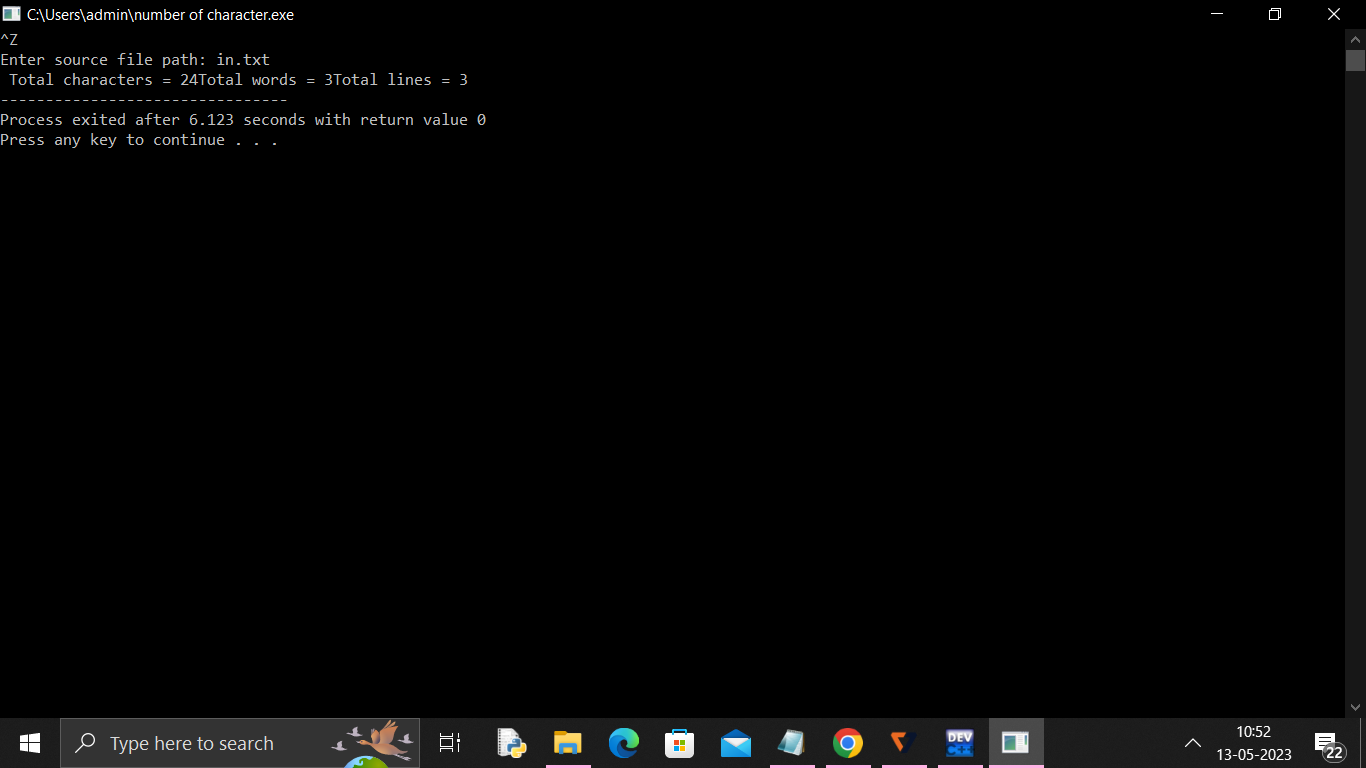 C:\Users\admin\number of character.exe
^Z
Enter source file path: in.txt
 Total characters = 24Total words = 3Total lines = 3
--------------------------------
Process exited after 6.123 seconds with return value 0
Press any key to continue . . .
Type here to search
DEV
C++
10:52
13-05-2023
22